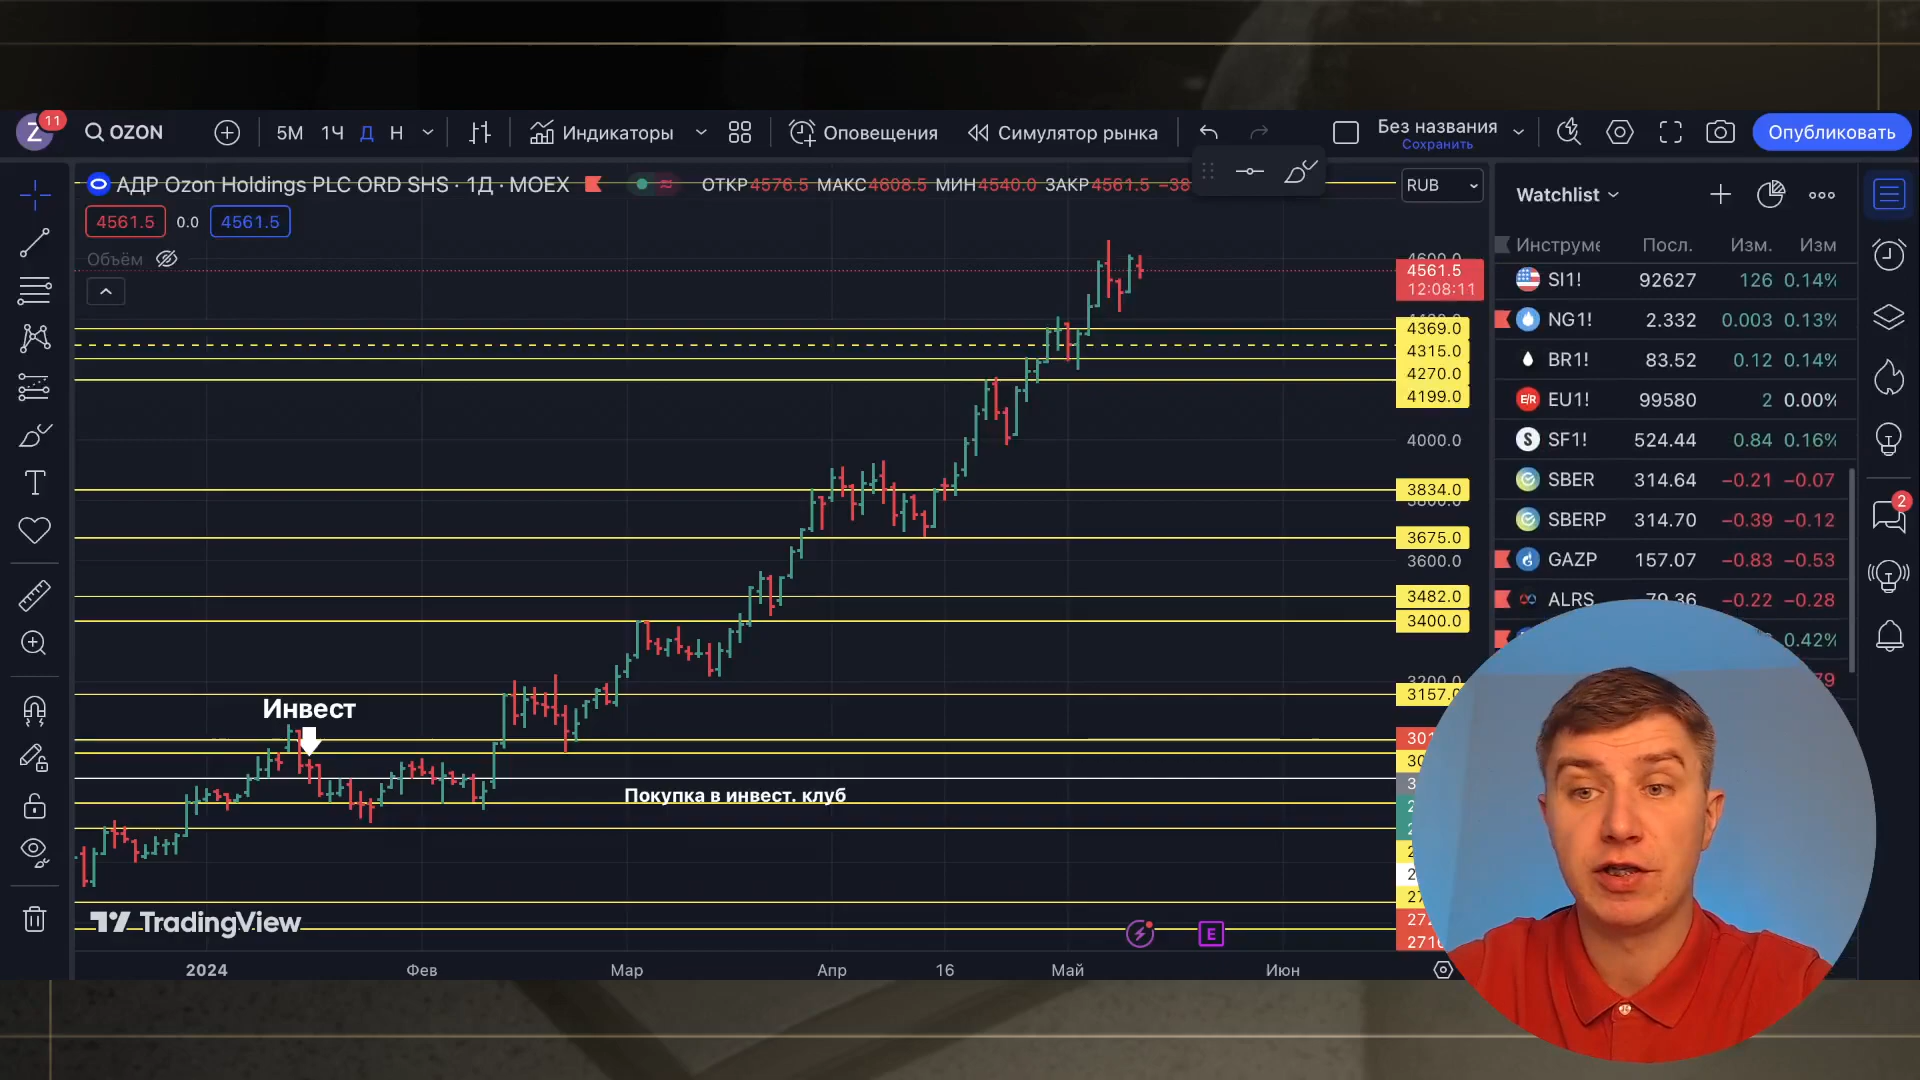 Z
11
OZON
5М 1Ч Д Н
Индикаторы
Оповещения
Симулятор рынка
Без названия
Сохранить
Опубликовать
АДР Ozon Holdings PLC ORD SHS · 1Д · MOEX
ОТКР4576.5 МАКС4608.5 МИН4540.0 ЗАКР4561.5 −38
RUB
4561.5 0.0 4561.5
Объём
4561.5
12:08:11
4369.0
4315.0
4270.0
4199.0
4000.0
3834.0
3675.0
3600.0
3482.0
3400.0
3157.0
Инвест
Покупка в инвест. клуб
TradingView
E
2024 Фев Мар Апр 16 Май Июн
Watchlist
Посл. Изм. Изм
SI1! 92627 126 0.14%
NG1! 2.332 0.003 0.13%
BR1! 83.52 0.12 0.14%
E/R EU1! 99580 2 0.00%
S SF1! 524.44 0.84 0.16%
SBER 314.64 −0.21 −0.07
SBERP 314.70 −0.39 −0.12
GAZP 157.07 −0.83 −0.53
ALRS 79.36 −0.22 −0.28
0.42%
2